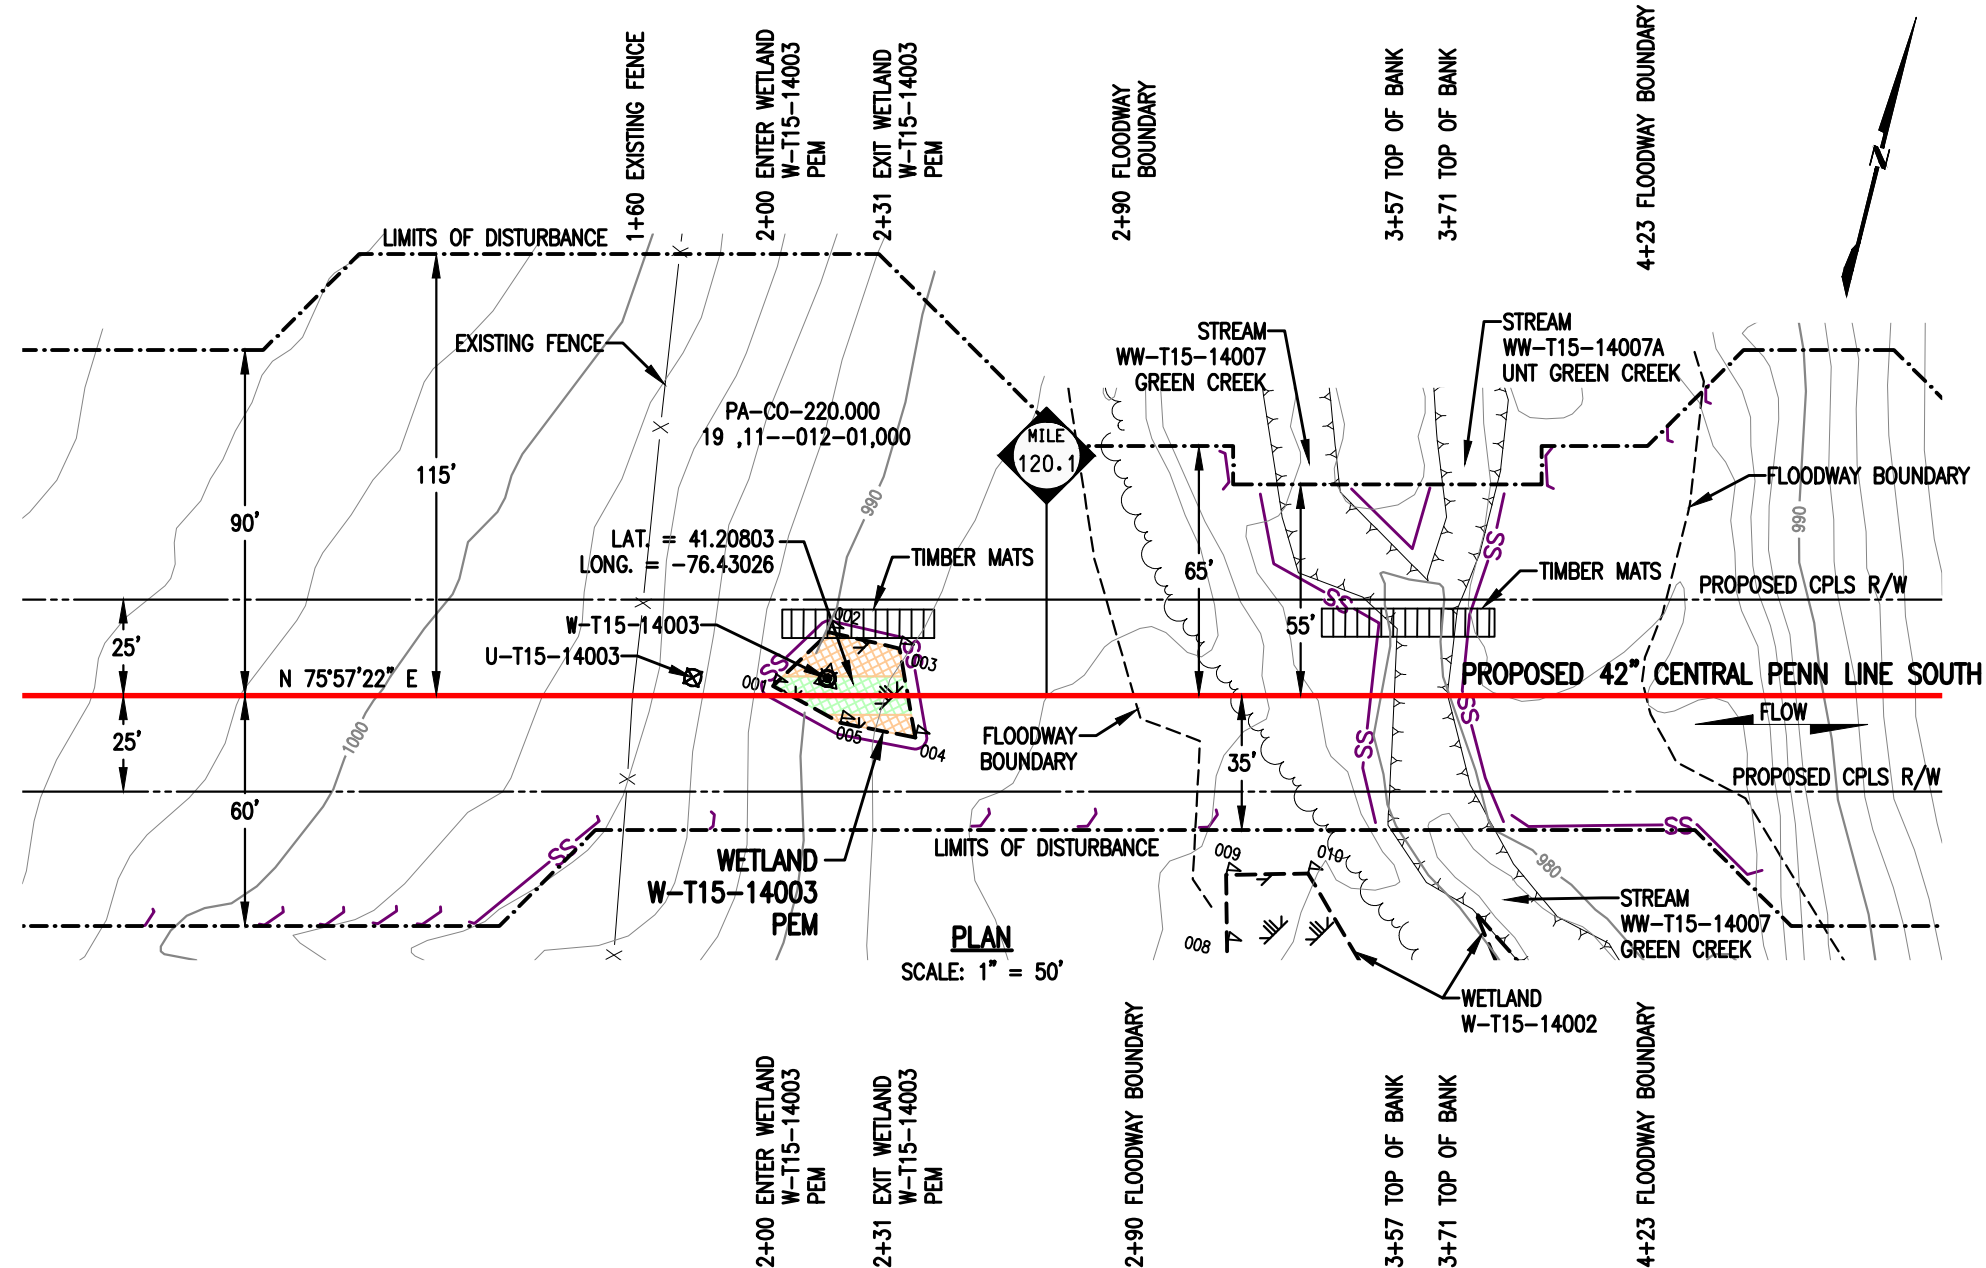 1+60 EXISTING FENCE
2+00 ENTER WETLAND
W-T15-14003
PEM
2+31 EXIT WETLAND
W-T15-14003
PEM
2+90 FLOODWAY
BOUNDARY
3+57 TOP OF BANK
3+71 TOP OF BANK
4+23 FLOODWAY BOUNDARY
N
LIMITS OF DISTURBANCE
EXISTING FENCE
STREAM
WW-T15-14007
GREEN CREEK
STREAM
WW-T15-14007A
UNT GREEN CREEK
PA-CO-220.000
19 ,11--012-01,000
MILE
120.1
115'
90'
FLOODWAY BOUNDARY
990
990
LAT. = 41.20803
LONG. = -76.43026
TIMBER MATS
65'
SS
TIMBER MATS
PROPOSED CPLS R/W
SS
55'
25'
W-T15-14003
002
U-T15-14003
SS
SS
003
N 75°57'22" E
001
PROPOSED 42" CENTRAL PENN LINE SOUTH
25'
1000
005
004
FLOODWAY
BOUNDARY
35'
SS
SS
FLOW
PROPOSED CPLS R/W
60'
SS
SS
WETLAND
W-T15-14003
PEM
LIMITS OF DISTURBANCE
009
010
980
008
STREAM
WW-T15-14007
GREEN CREEK
PLAN
SCALE: 1" = 50'
WETLAND
W-T15-14002
2+00 ENTER WETLAND
W-T15-14003
PEM
2+31 EXIT WETLAND
W-T15-14003
PEM
2+90 FLOODWAY BOUNDARY
3+57 TOP OF BANK
3+71 TOP OF BANK
4+23 FLOODWAY BOUNDARY